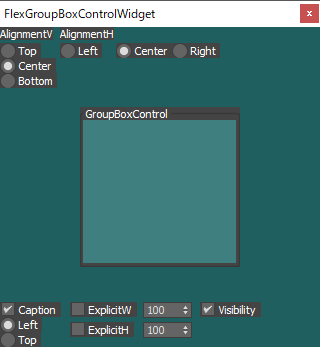 FlexGroupBoxControlWidget x
AlignmentV AlignmentH
Top Left Center Right
Center
Bottom
GroupBoxControl
Caption ExplicitW 100 Visibility
Left
ExplicitH 100
Top